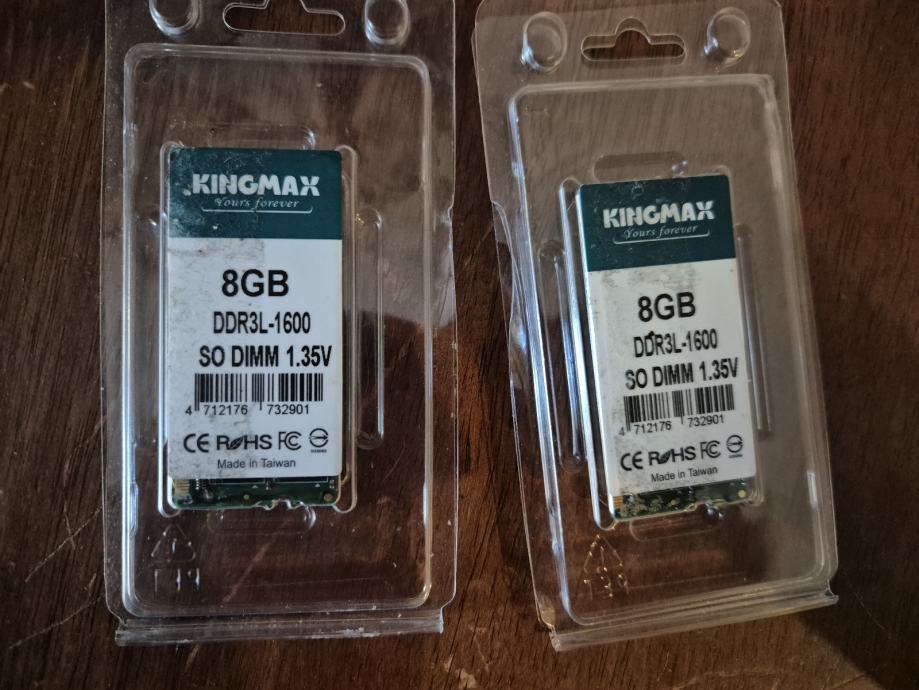 KINGMAX
Yours forever
8GB
DDR3L-1600
SO DIMM 1.35V
4 712176 732901
CE RoHS FC
Made in Taiwan
KINGMAX
Yours forever
8GB
DDR3L-1600
SO DIMM 1.35V
4 712176 732901
CE RoHS FC
Made in Taiwan